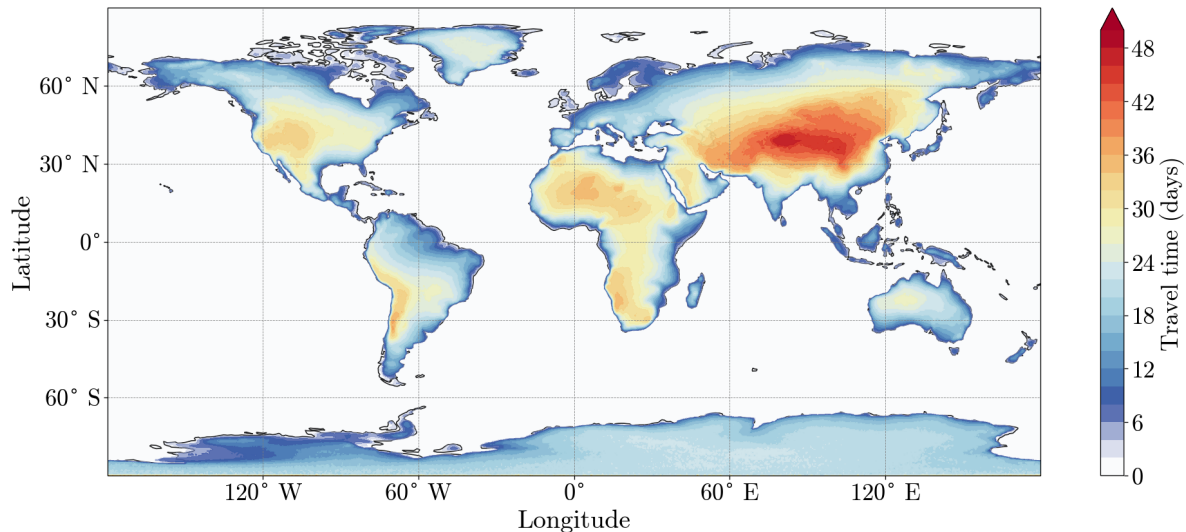 60° N
30° N
0°
30° S
60° S
Latitude
120° W
60° W
0°
60° E
120° E
Longitude
48
42
36
30
24
18
12
6
0
Travel time (days)